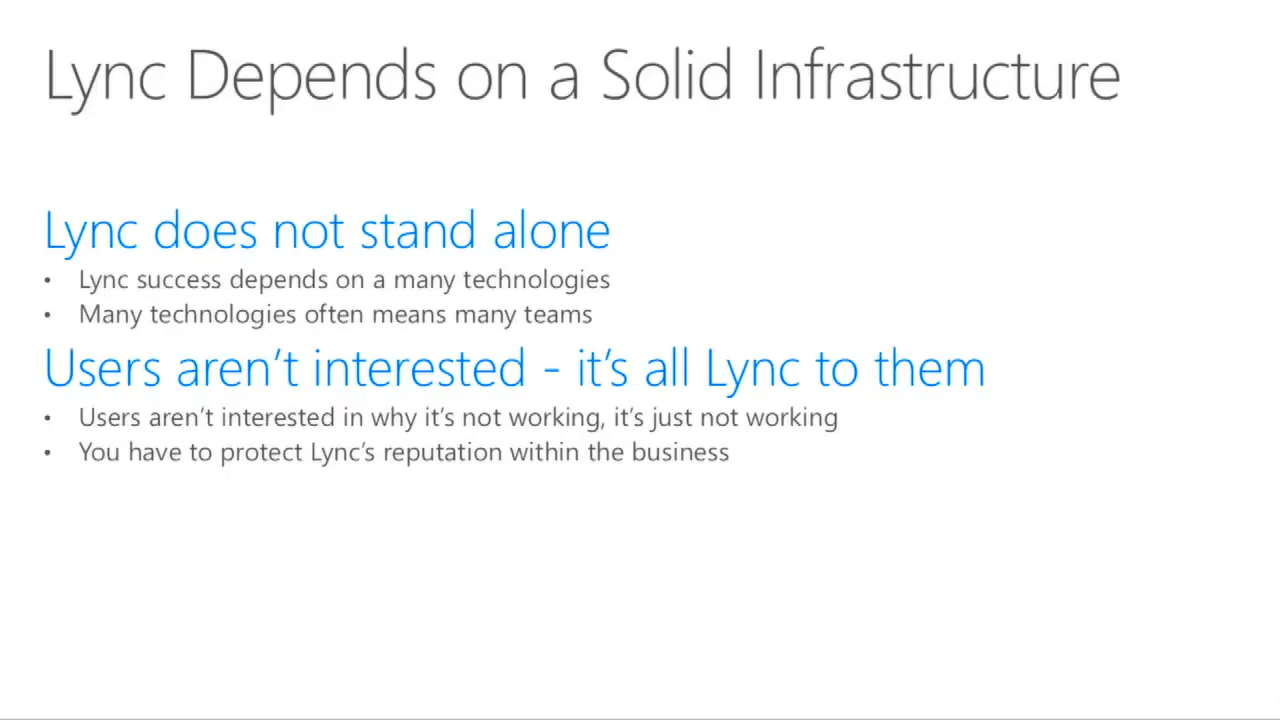 Lync Depends on a Solid Infrastructure
Lync does not stand alone
• Lync success depends on a many technologies
• Many technologies often means many teams
Users aren’t interested - it’s all Lync to them
• Users aren’t interested in why it’s not working, it’s just not working
• You have to protect Lync’s reputation within the business